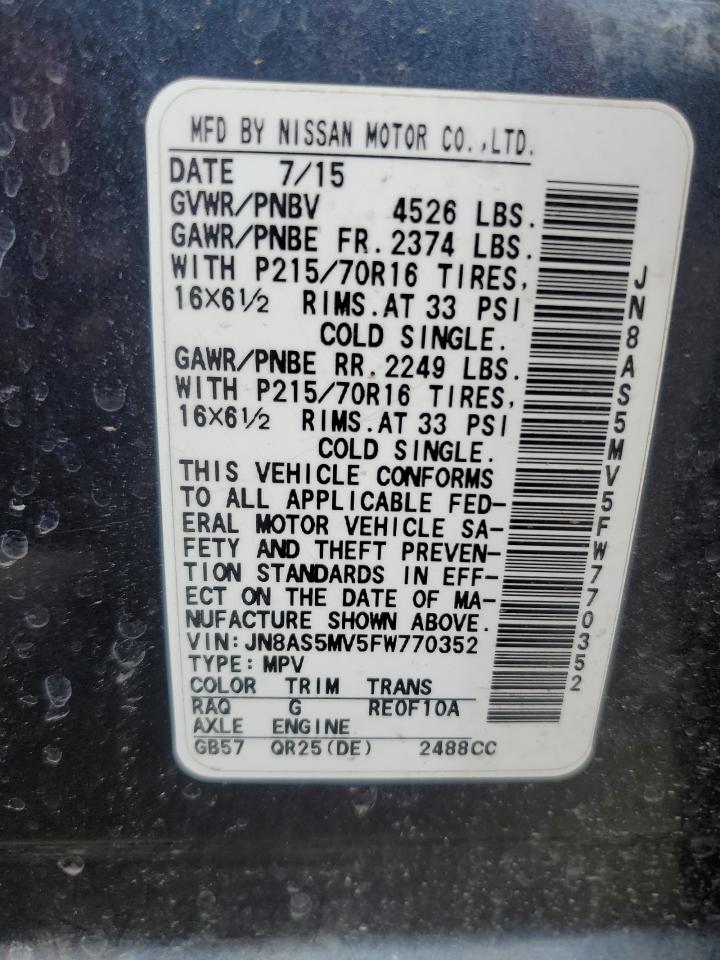 MFD BY NISSAN MOTOR CO.,LTD.
DATE 7/15
GVWR/PNBV 4526 LBS.
GAWR/PNBE FR. 2374 LBS.
WITH P215/70R16 TIRES,
16X6½ RIMS.AT 33 PSI
COLD SINGLE.
GAWR/PNBE RR. 2249 LBS.
WITH P215/70R16 TIRES,
16X6½ RIMS.AT 33 PSI
COLD SINGLE.
THIS VEHICLE CONFORMS
TO ALL APPLICABLE FED-
ERAL MOTOR VEHICLE SA-
FETY AND THEFT PREVEN-
TION STANDARDS IN EFF-
ECT ON THE DATE OF MA-
NUFACTURE SHOWN ABOVE.
VIN:JN8AS5MV5FW770352
TYPE:MPV
COLOR TRIM TRANS
RAQ G RE0F10A
AXLE ENGINE
GB57 QR25(DE) 2488CC
JN8AS5MV5FW770352